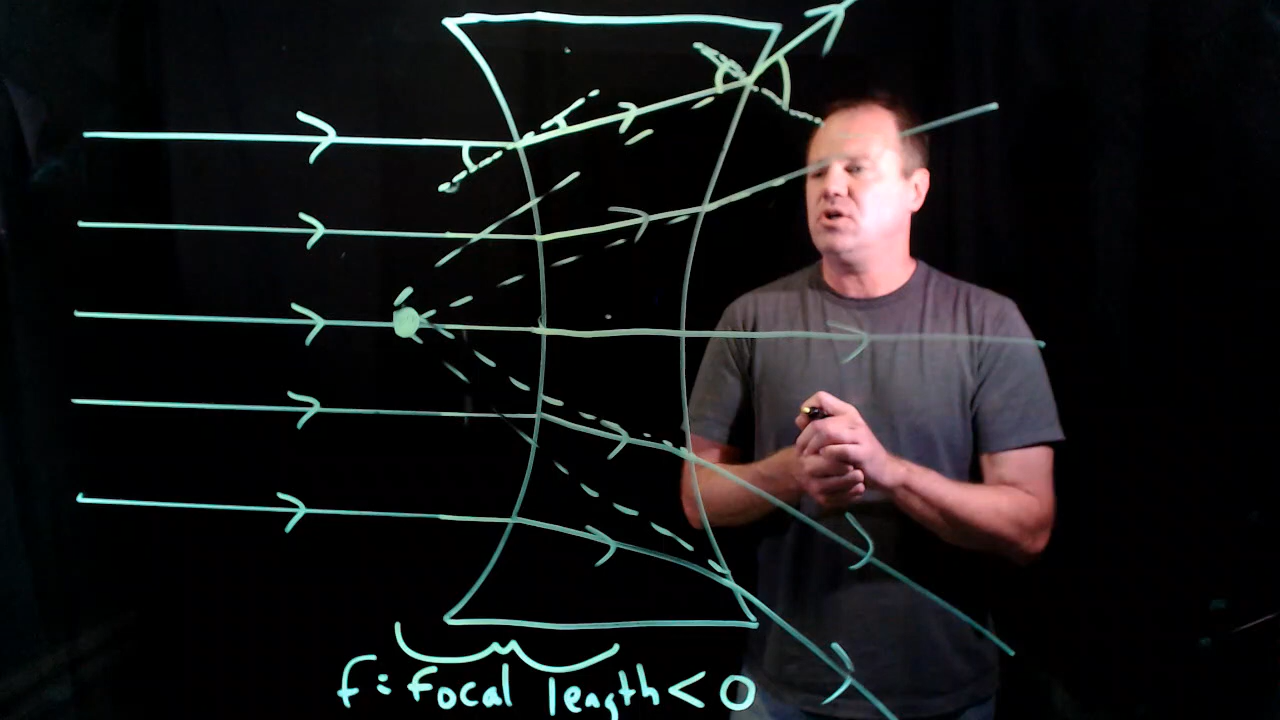 f = focal length < 0